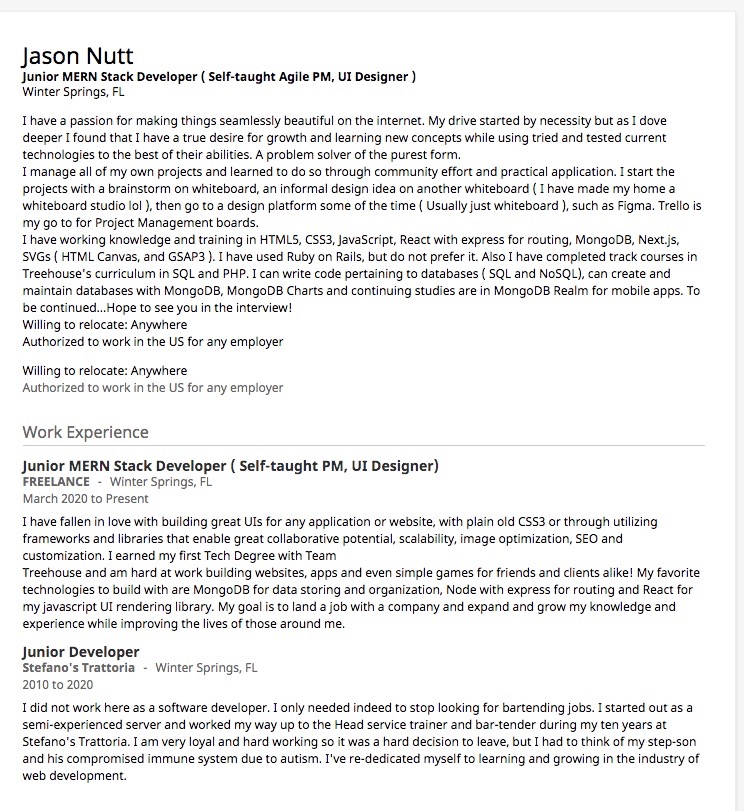 Jason Nutt
Junior MERN Stack Developer ( Self-taught Agile PM, UI Designer )
Winter Springs, FL
I have a passion for making things seamlessly beautiful on the internet. My drive started by necessity but as I dove
deeper I found that I have a true desire for growth and learning new concepts while using tried and tested current
technologies to the best of their abilities. A problem solver of the purest form.
I manage all of my own projects and learned to do so through community effort and practical application. I start the
projects with a brainstorm on whiteboard, an informal design idea on another whiteboard ( I have made my home a
whiteboard studio lol ), then go to a design platform some of the time ( Usually just whiteboard ), such as Figma. Trello is
my go to for Project Management boards.
I have working knowledge and training in HTML5, CSS3, JavaScript, React with express for routing, MongoDB, Next.js,
SVGs ( HTML Canvas, and GSAP3 ). I have used Ruby on Rails, but do not prefer it. Also I have completed track courses in
Treehouse's curriculum in SQL and PHP. I can write code pertaining to databases ( SQL and NoSQL), can create and
maintain databases with MongoDB, MongoDB Charts and continuing studies are in MongoDB Realm for mobile apps. To
be continued...Hope to see you in the interview!
Willing to relocate: Anywhere
Authorized to work in the US for any employer
Willing to relocate: Anywhere
Authorized to work in the US for any employer
Work Experience
Junior MERN Stack Developer ( Self-taught PM, UI Designer)
FREELANCE - Winter Springs, FL
March 2020 to Present
I have fallen in love with building great UIs for any application or website, with plain old CSS3 or through utilizing
frameworks and libraries that enable great collaborative potential, scalability, image optimization, SEO and
customization. I earned my first Tech Degree with Team
Treehouse and am hard at work building websites, apps and even simple games for friends and clients alike! My favorite
technologies to build with are MongoDB for data storing and organization, Node with express for routing and React for
my javascript UI rendering library. My goal is to land a job with a company and expand and grow my knowledge and
experience while improving the lives of those around me.
Junior Developer
Stefano's Trattoria - Winter Springs, FL
2010 to 2020
I did not work here as a software developer. I only needed indeed to stop looking for bartending jobs. I started out as a
semi-experienced server and worked my way up to the Head service trainer and bar-tender during my ten years at
Stefano's Trattoria. I am very loyal and hard working so it was a hard decision to leave, but I had to think of my step-son
and his compromised immune system due to autism. I've re-dedicated myself to learning and growing in the industry of
web development.